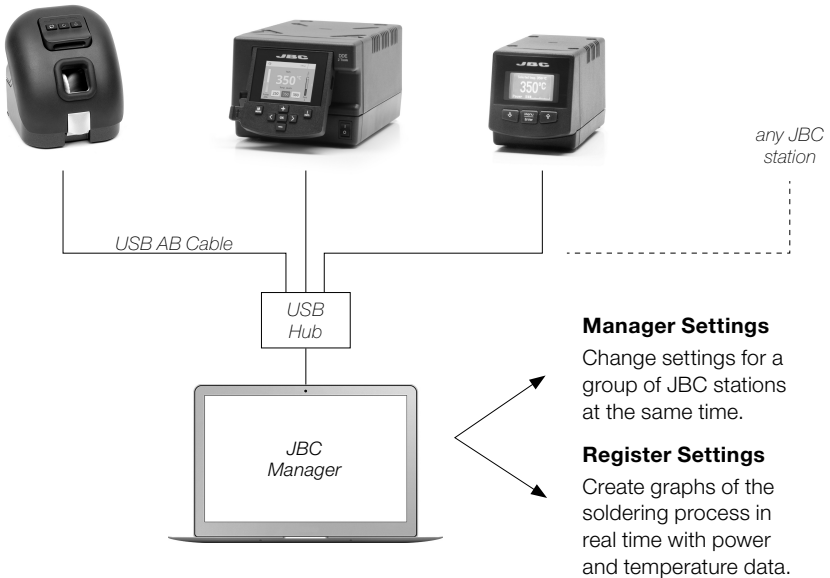 JBC
DDE
350°
JBC
350°
any JBC
station
USB AB Cable
USB
Hub
JBC
Manager
Manager Settings
Change settings for a
group of JBC stations
at the same time.
Register Settings
Create graphs of the
soldering process in
real time with power
and temperature data.